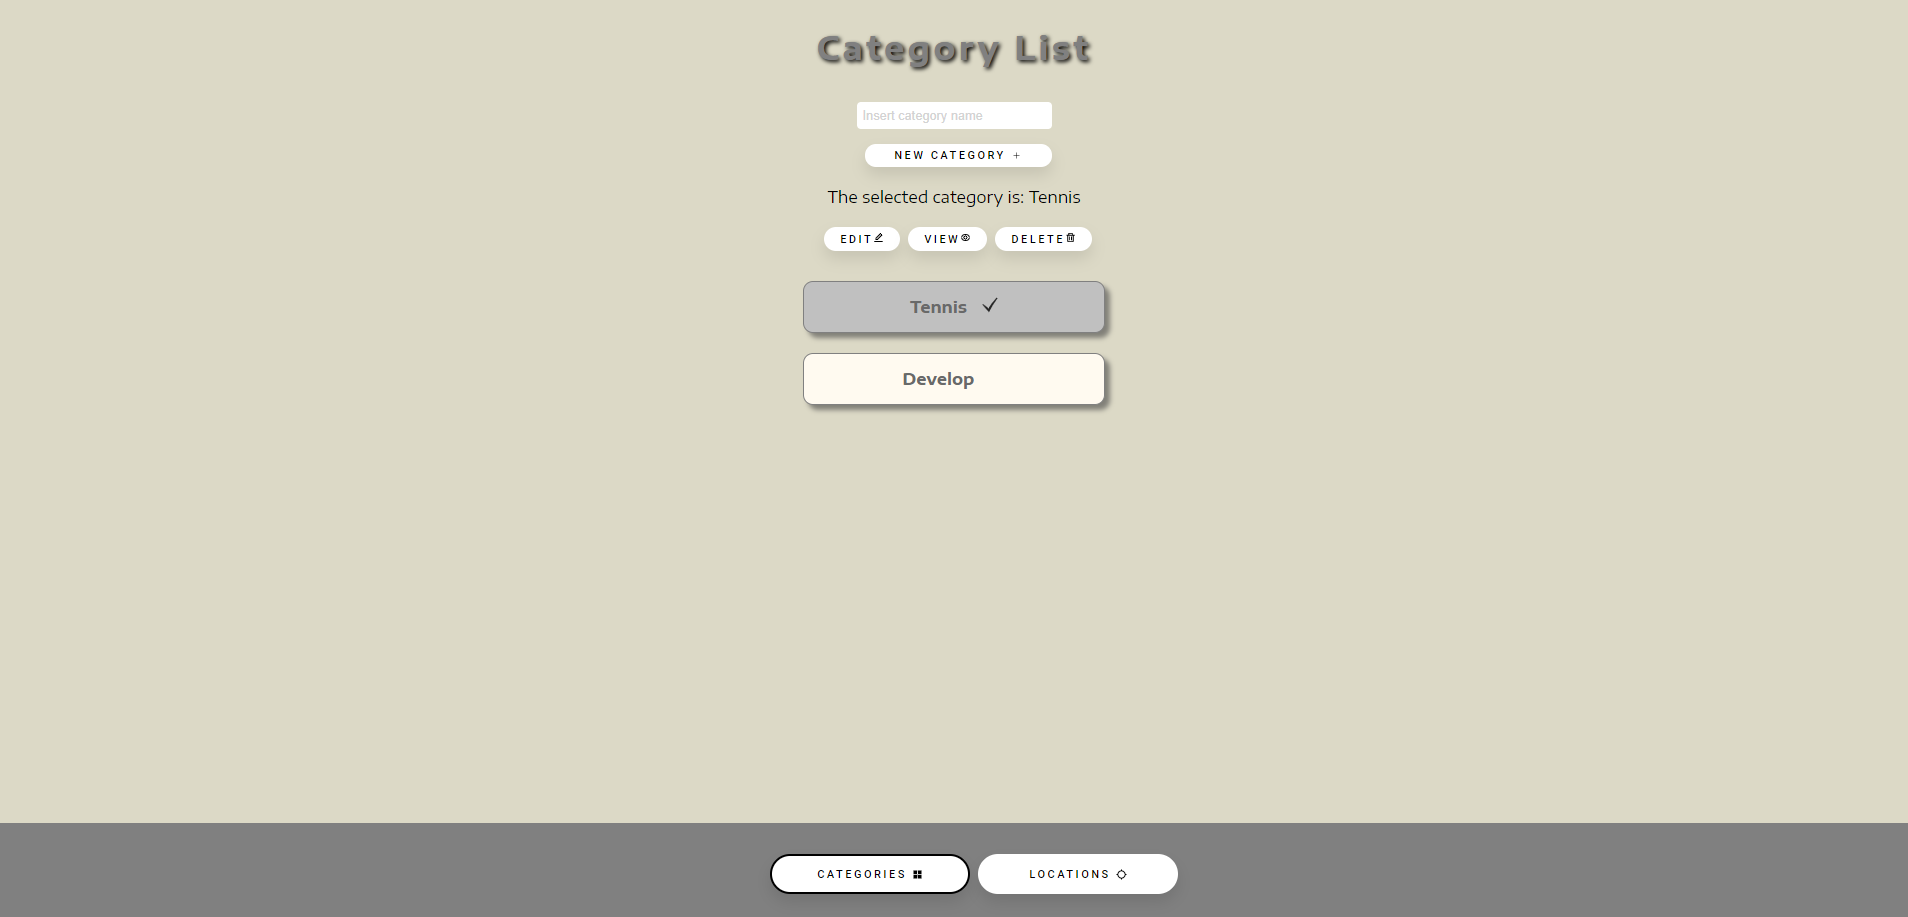 Category List
Insert category name
NEW CATEGORY +
The selected category is: Tennis
EDIT VIEW DELETE
Tennis
Develop
CATEGORIES LOCATIONS